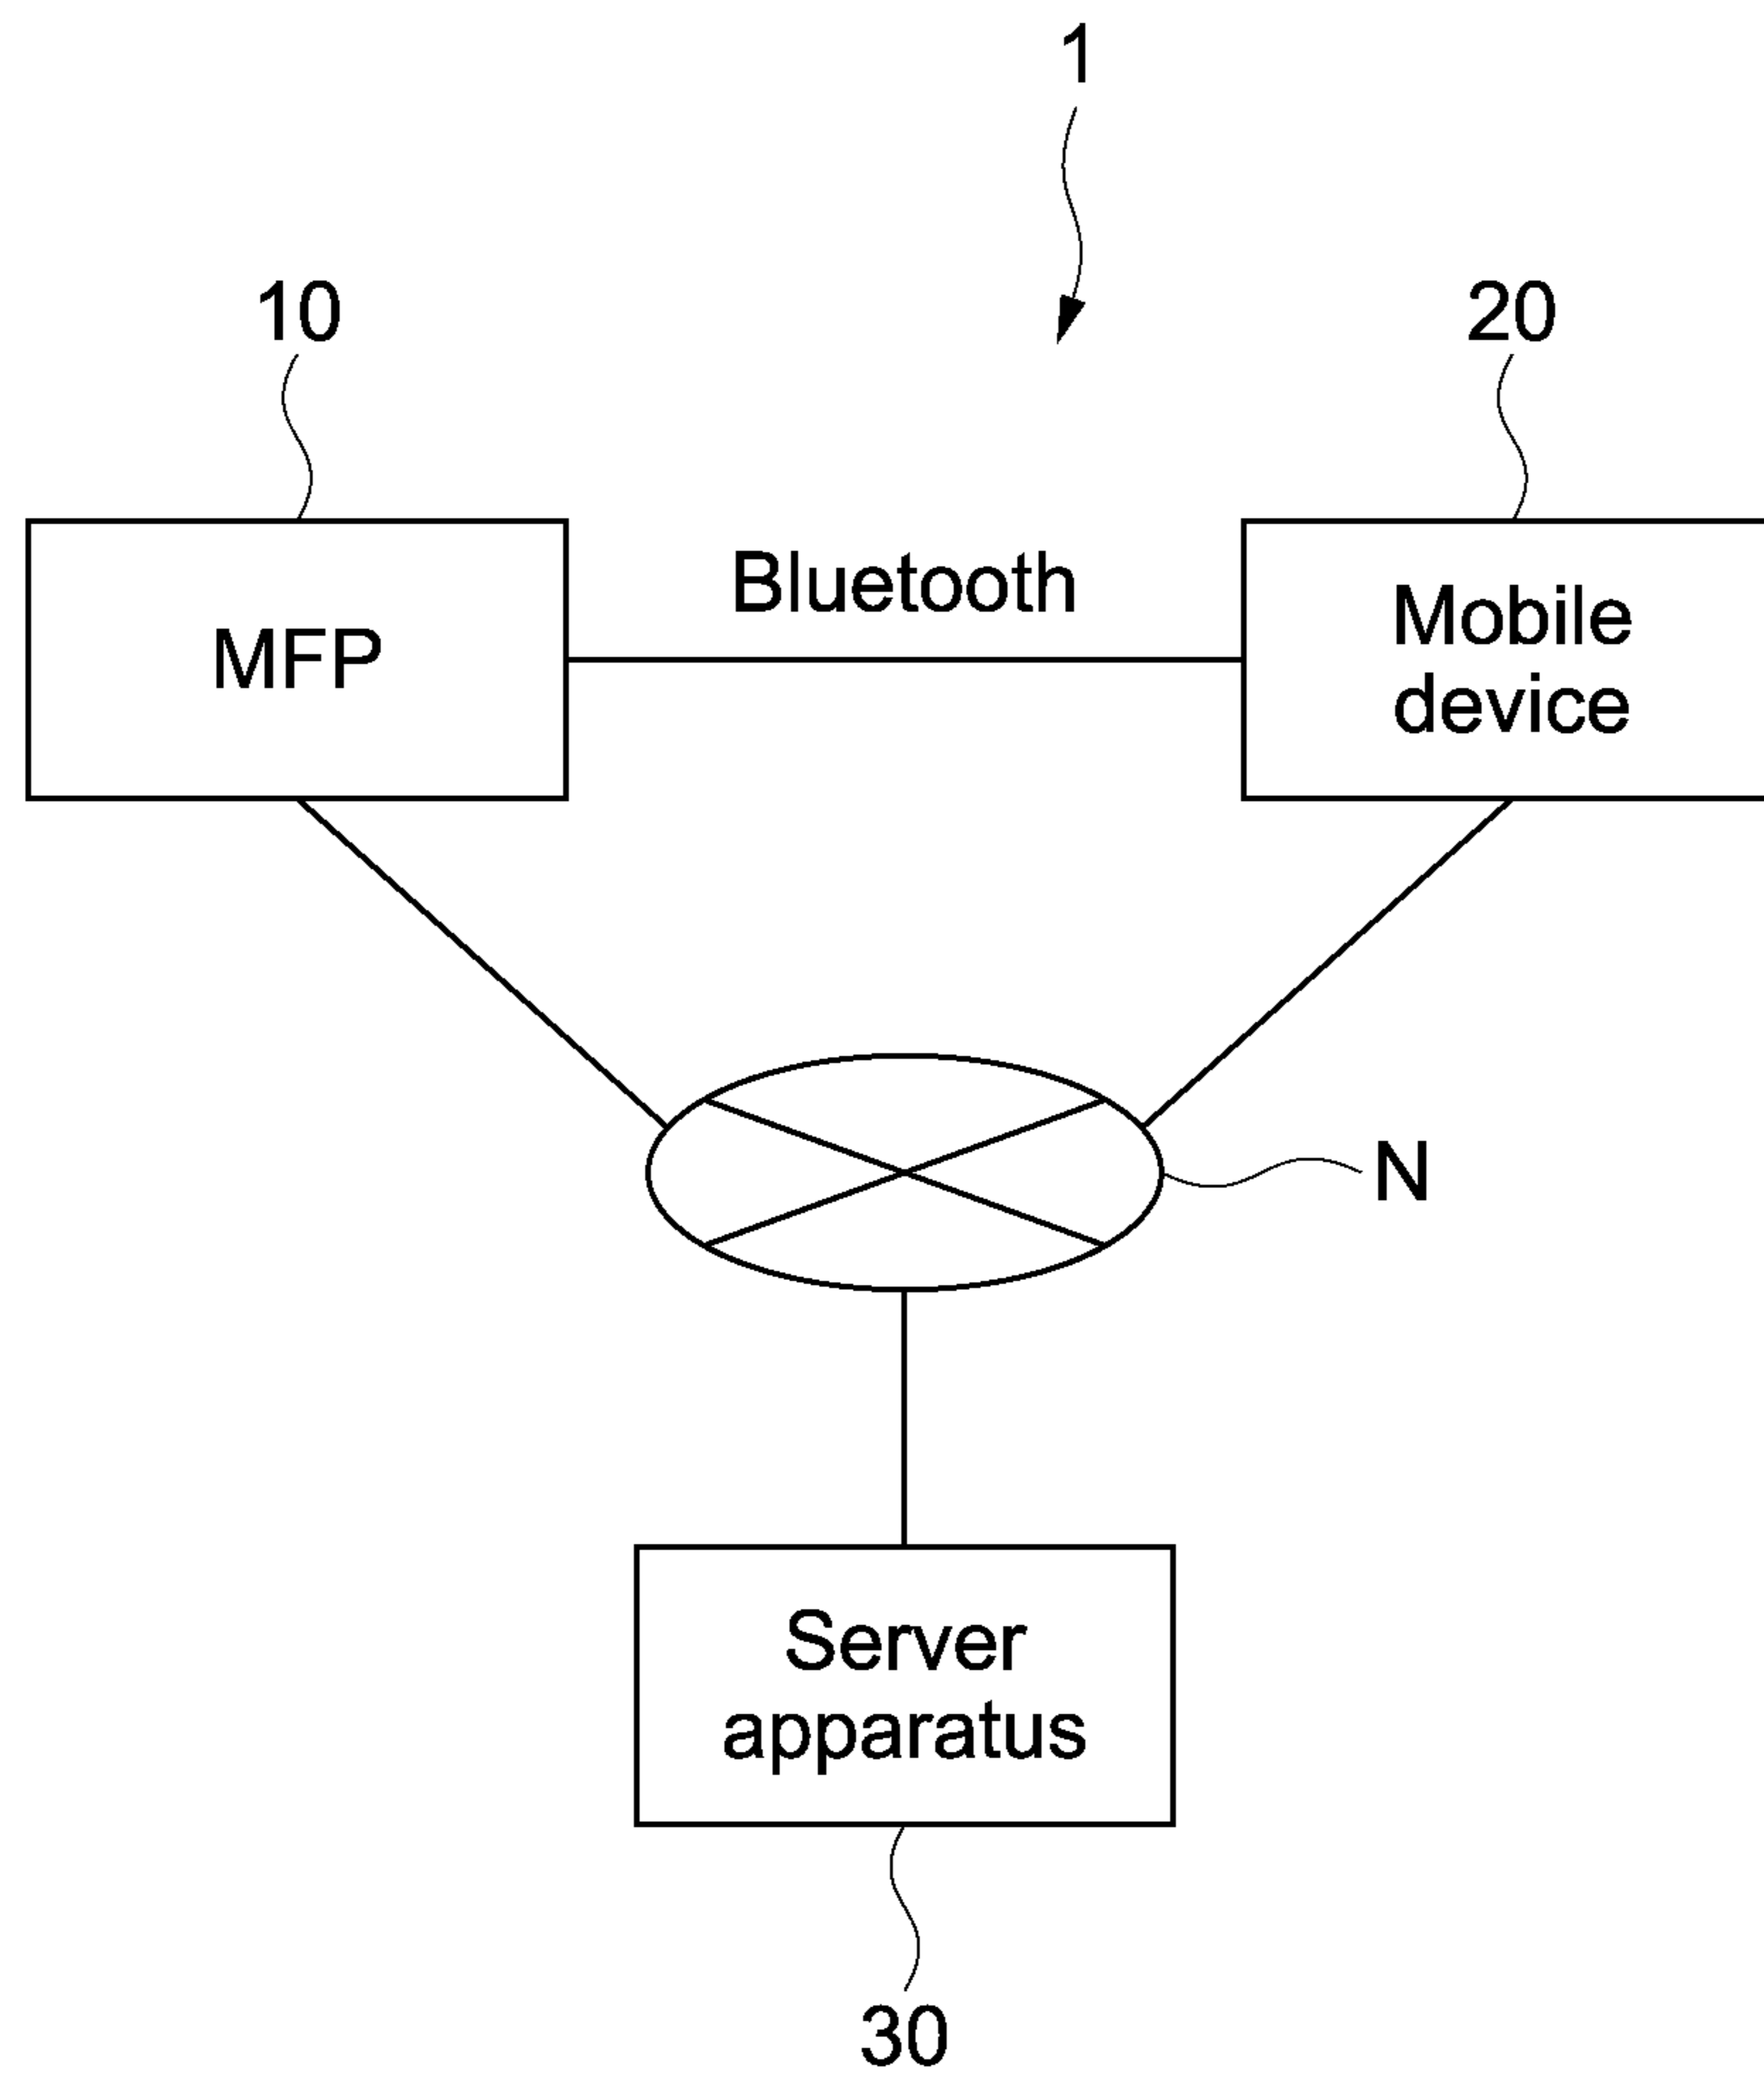 1
10
20
Bluetooth
MFP
Mobile
device
N
Server
apparatus
30